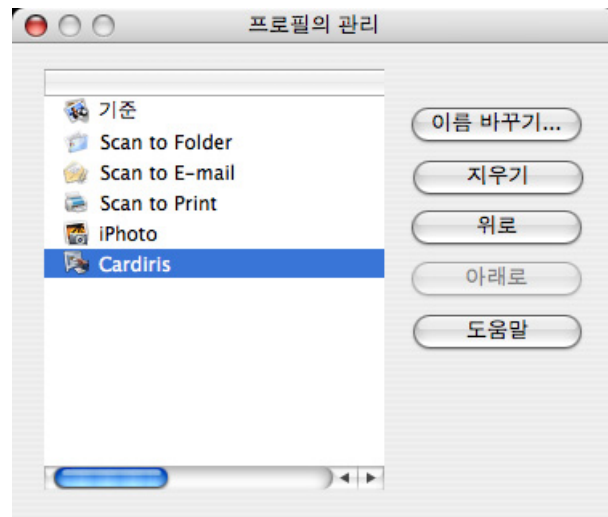 프로필의 관리
기준
Scan to Folder
Scan to E-mail
Scan to Print
iPhoto
Cardiris
이름 바꾸기...
지우기
위로
아래로
도움말